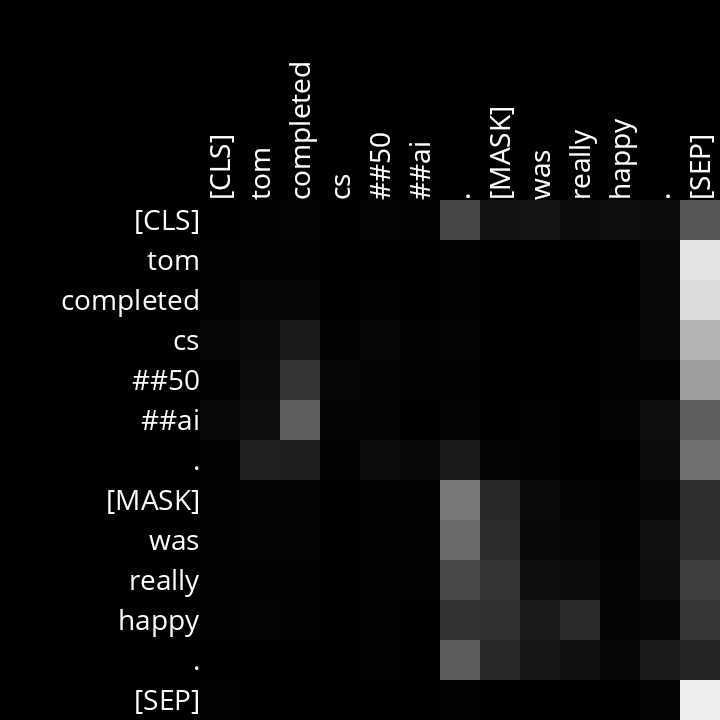 [CLS] tom completed cs ##50 ##ai . [MASK] was really happy . [SEP]
[CLS]
tom
completed
cs
##50
##ai
.
[MASK]
was
really
happy
.
[SEP]